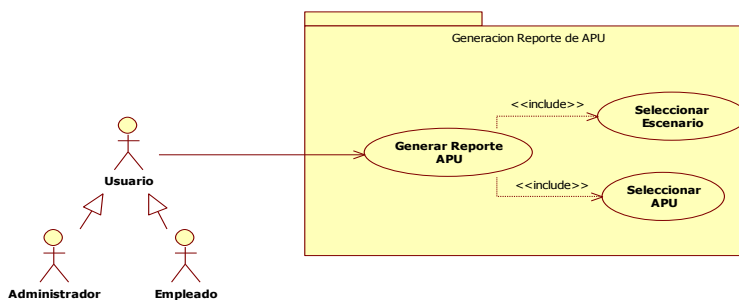 Generacion Reporte de APU
<<include>>
Seleccionar
Escenario
Generar Reporte
APU
<<include>>
Seleccionar
APU
Usuario
Administrador
Empleado